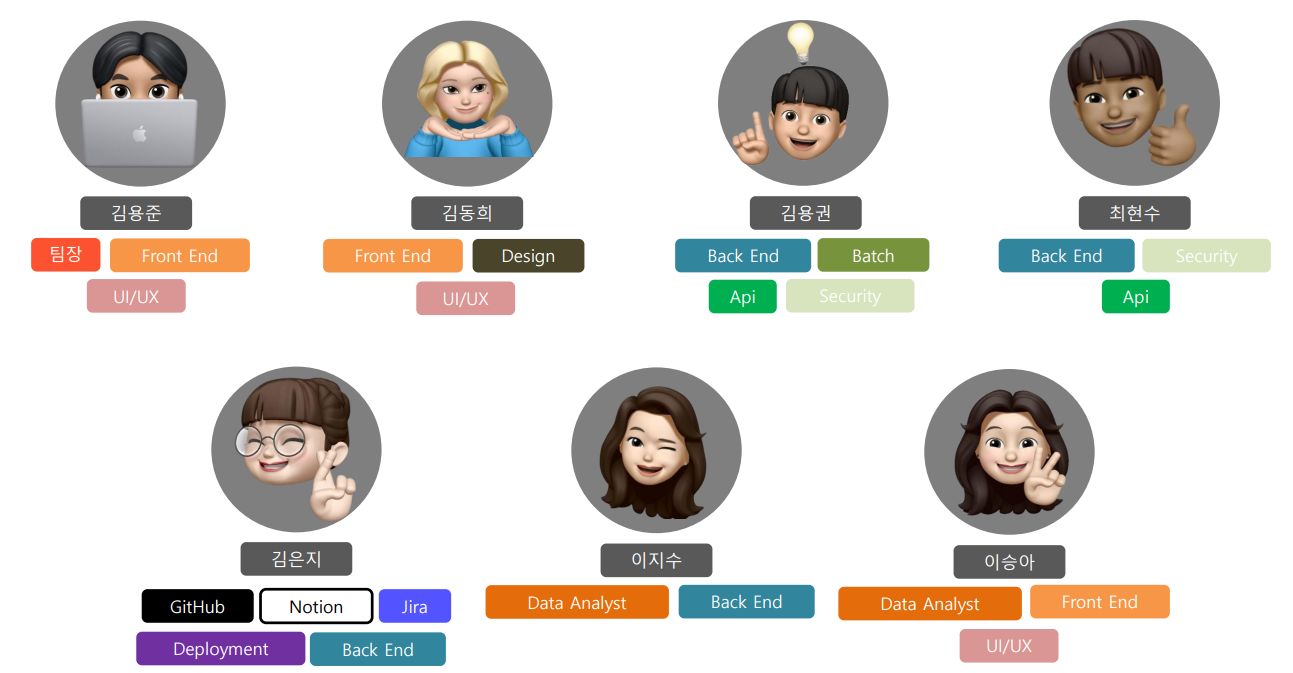 김용준
팀장 Front End
UI/UX
김동희
Front End Design
UI/UX
김용권
Back End Batch
Api Security
최현수
Back End Security
Api
김은지
GitHub Notion Jira
Deployment Back End
이지수
Data Analyst Back End
이승아
Data Analyst Front End
UI/UX